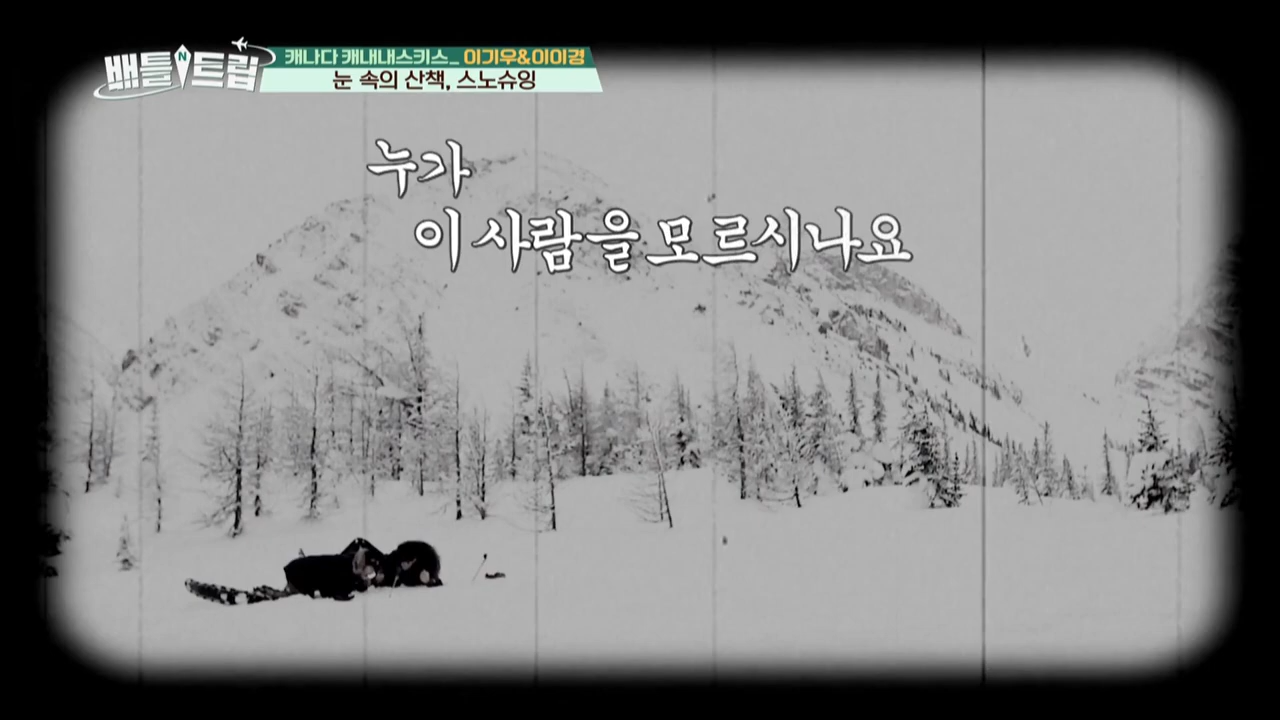 배틀트립
캐나다 캐내내스키스_ 이기우&이이경
눈 속의 산책, 스노슈잉
누가
이 사람을 모르시나요